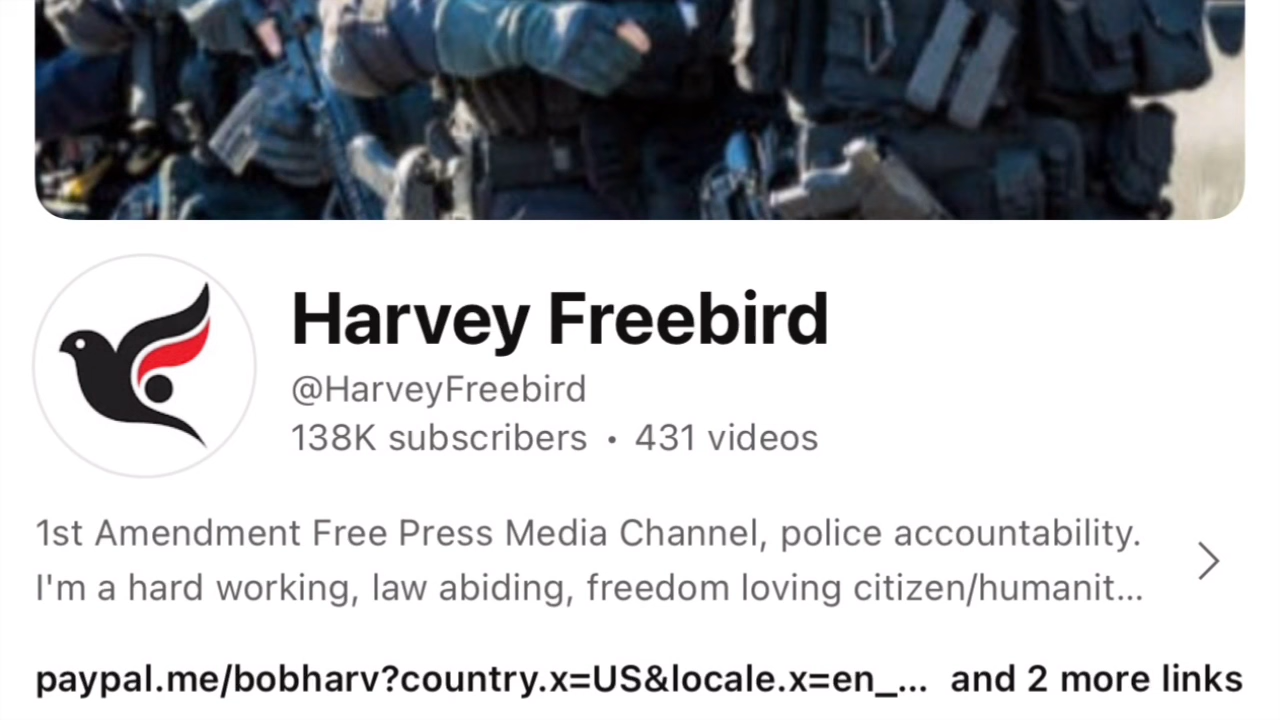 Harvey Freebird
@HarveyFreebird
138K subscribers • 431 videos
1st Amendment Free Press Media Channel, police accountability.
I'm a hard working, law abiding, freedom loving citizen/humanit...
paypal.me/bobharv?country.x=US&locale.x=en_... and 2 more links